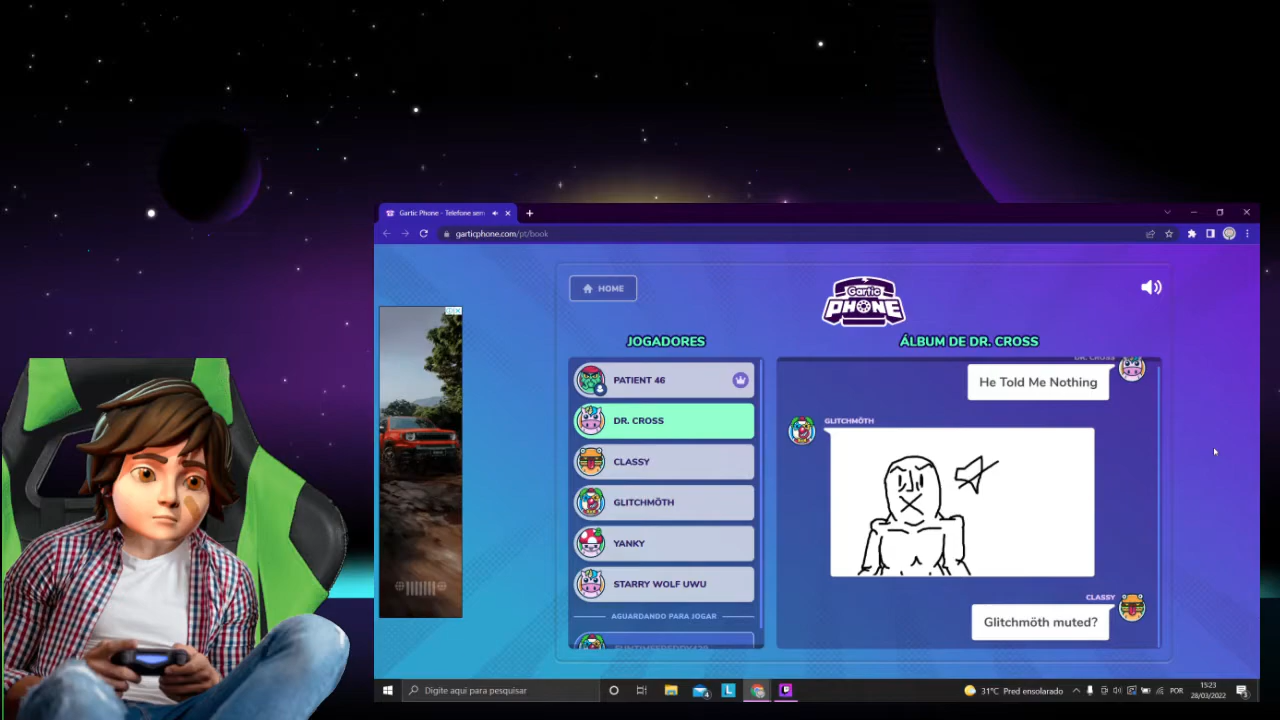 Gartic Phone - Telefone sem
garticphone.com/pt/book
HOME
Gartic
PHONE
JOGADORES
ÁLBUM DE DR. CROSS
PATIENT 46
DR. CROSS
CLASSY
GLITCHMÖTH
YANKY
STARRY WOLF UWU
AGUARDANDO PARA JOGAR
DR. CROSS
He Told Me Nothing
GLITCHMÖTH
CLASSY
Glitchmöth muted?
Digite aqui para pesquisar
31°C Pred ensolarado
POR
15:23
28/03/2022